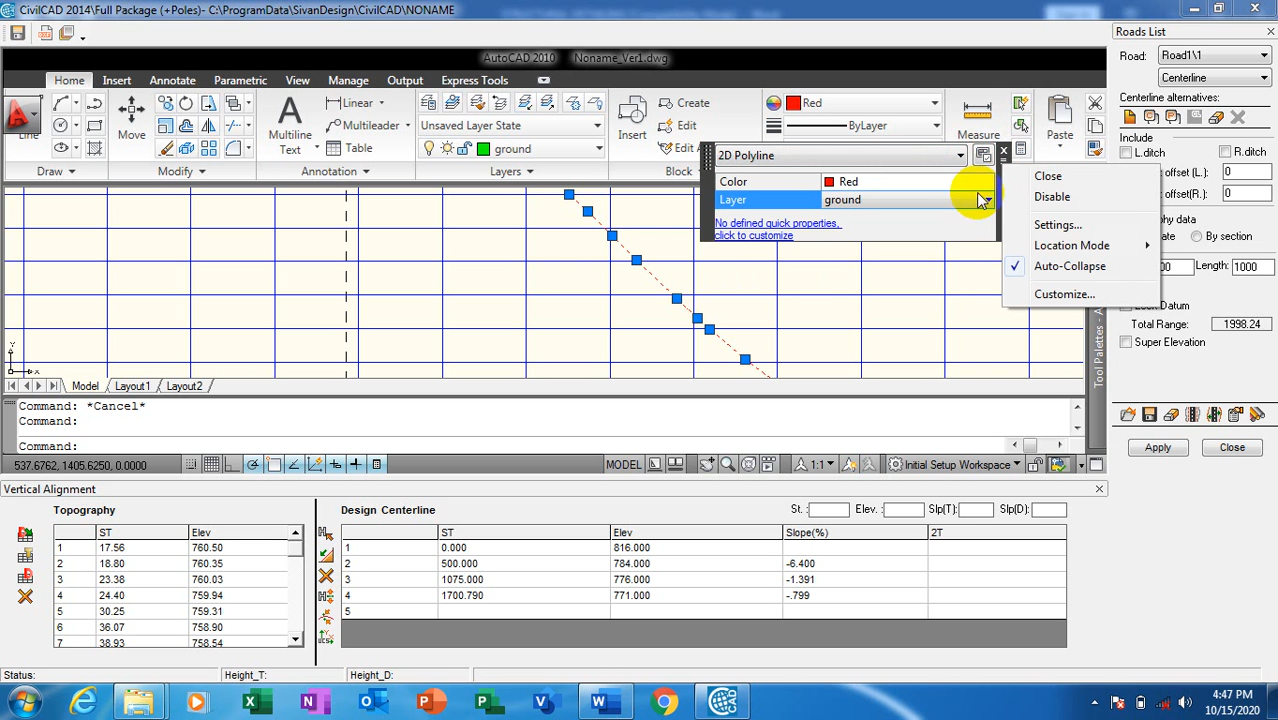 CivilCAD 2014/Full Package (+Poles)- C:\ProgramData\SivanDesign\CivilCAD\NONAME
AutoCAD 2010 Noname_Ver1.dwg
Home Insert Annotate Parametric View Manage Output Express Tools
Line
Move
Multiline
Text
Linear
Multileader
Table
Unsaved Layer State
ground
Insert
Create
Edit
Red
ByLayer
Measure
Paste
Draw
Modify
Annotation
Layers
Block
2D Polyline
Color Red
Layer ground
No defined quick properties,
click to customize
Close
Disable
Settings...
Location Mode
Auto-Collapse
Customize...
Roads List
Road: Road1\1
Centerline
Centerline alternatives:
Include
L.ditch R.ditch
offset (L.) 0
offset(R.) 0
By section
Length: 1000
Total Range: 1998.24
Super Elevation
Apply Close
Model Layout1 Layout2
Command: *Cancel*
Command:
Command:
537.6762, 1405.6250, 0.0000
MODEL 1:1 Initial Setup Workspace
Vertical Alignment
Topography
ST Elev
1 17.56 760.50
2 18.80 760.35
3 23.38 760.03
4 24.40 759.94
5 30.25 759.31
6 36.07 758.90
7 38.93 758.54
Design Centerline St. : Elev. : Slp(T): Slp(D):
ST Elev Slope(%) 2T
1 0.000 816.000
2 500.000 784.000 -6.400
3 1075.000 776.000 -1.391
4 1700.790 771.000 -.799
5
Status: Height_T: Height_D:
4:47 PM
10/15/2020